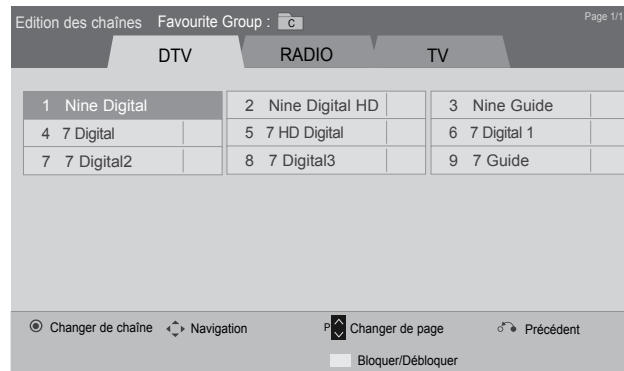 Edition des chaînes Favourite Group : C Page 1/1
DTV RADIO TV
1 Nine Digital 2 Nine Digital HD 3 Nine Guide
4 7 Digital 5 7 HD Digital 6 7 Digital 1
7 7 Digital2 8 7 Digital3 9 7 Guide
Changer de chaîne Navigation P Changer de page Précédent
Bloquer/Débloquer